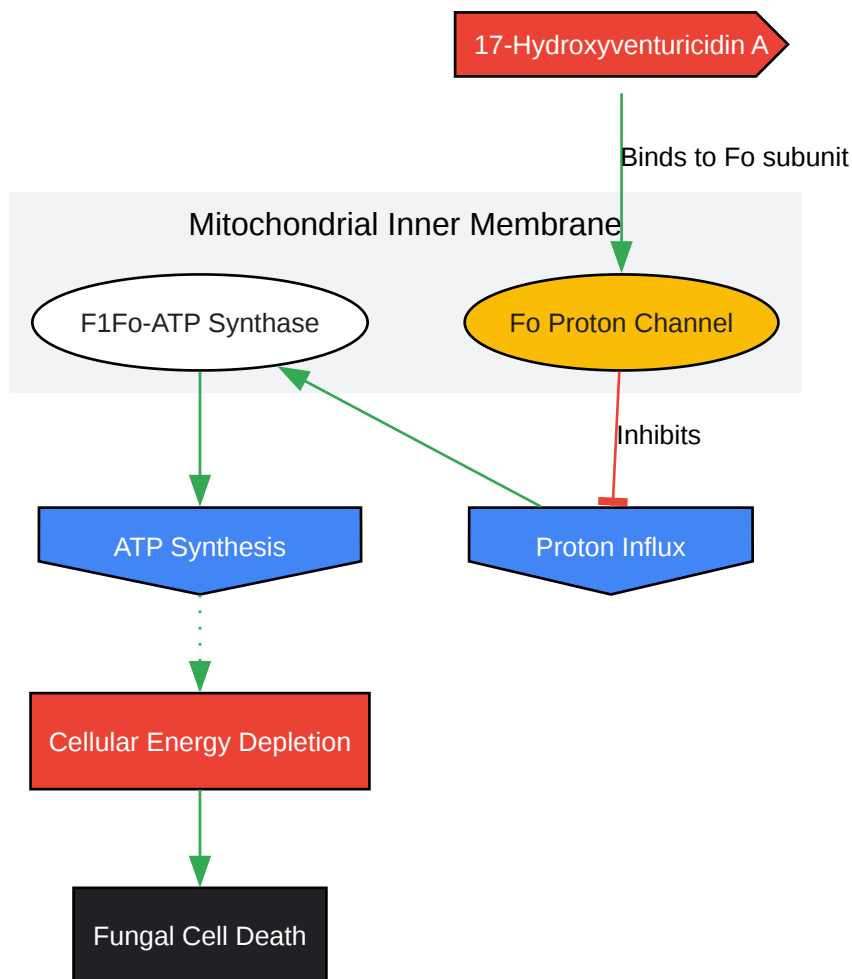 17-Hydroxyventuricidin A
Binds to Fo subunit
Mitochondrial Inner Membrane
F1Fo-ATP Synthase
Fo Proton Channel
Inhibits
ATP Synthesis
Proton Influx
Cellular Energy Depletion
Fungal Cell Death